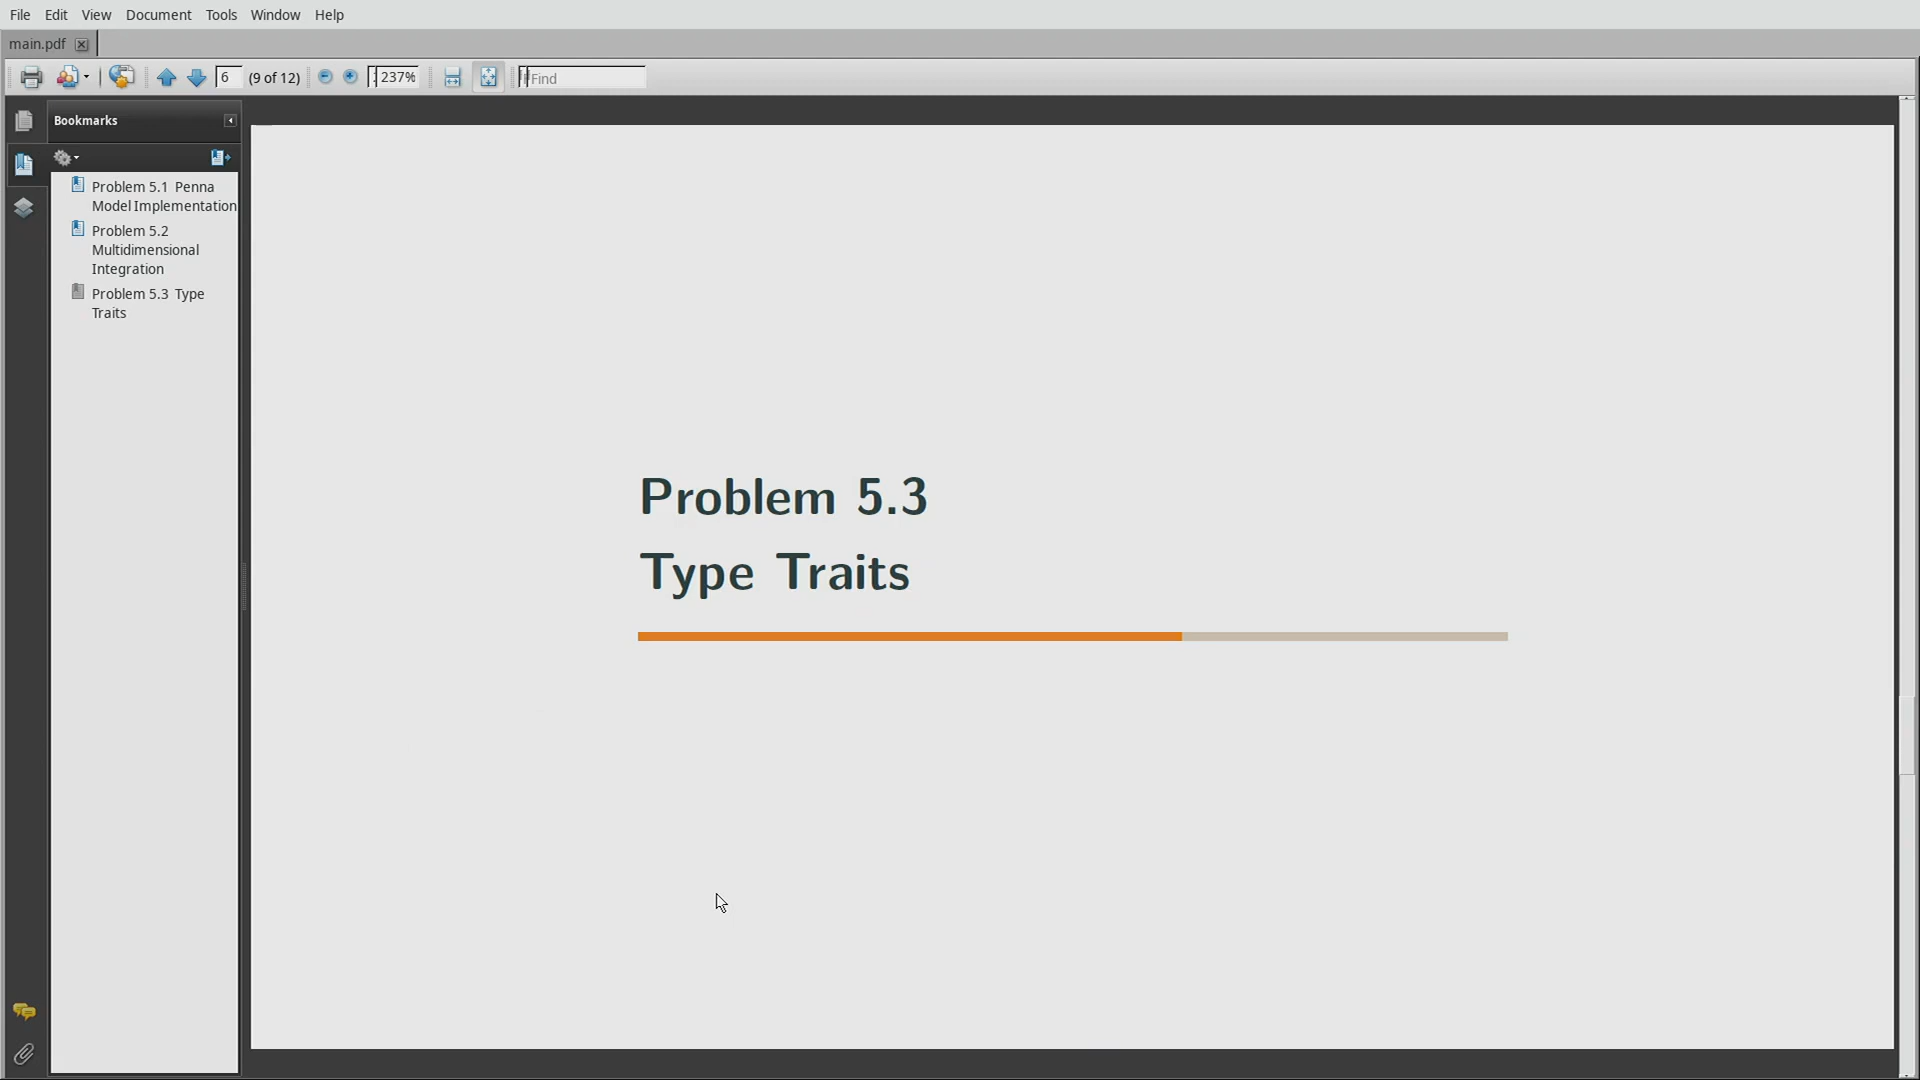 File Edit View Document Tools Window Help
main.pdf
6 (9 of 12) 237% Find
Bookmarks
Problem 5.1 Penna
Model Implementation
Problem 5.2
Multidimensional
Integration
Problem 5.3 Type
Traits
Problem 5.3
Type Traits